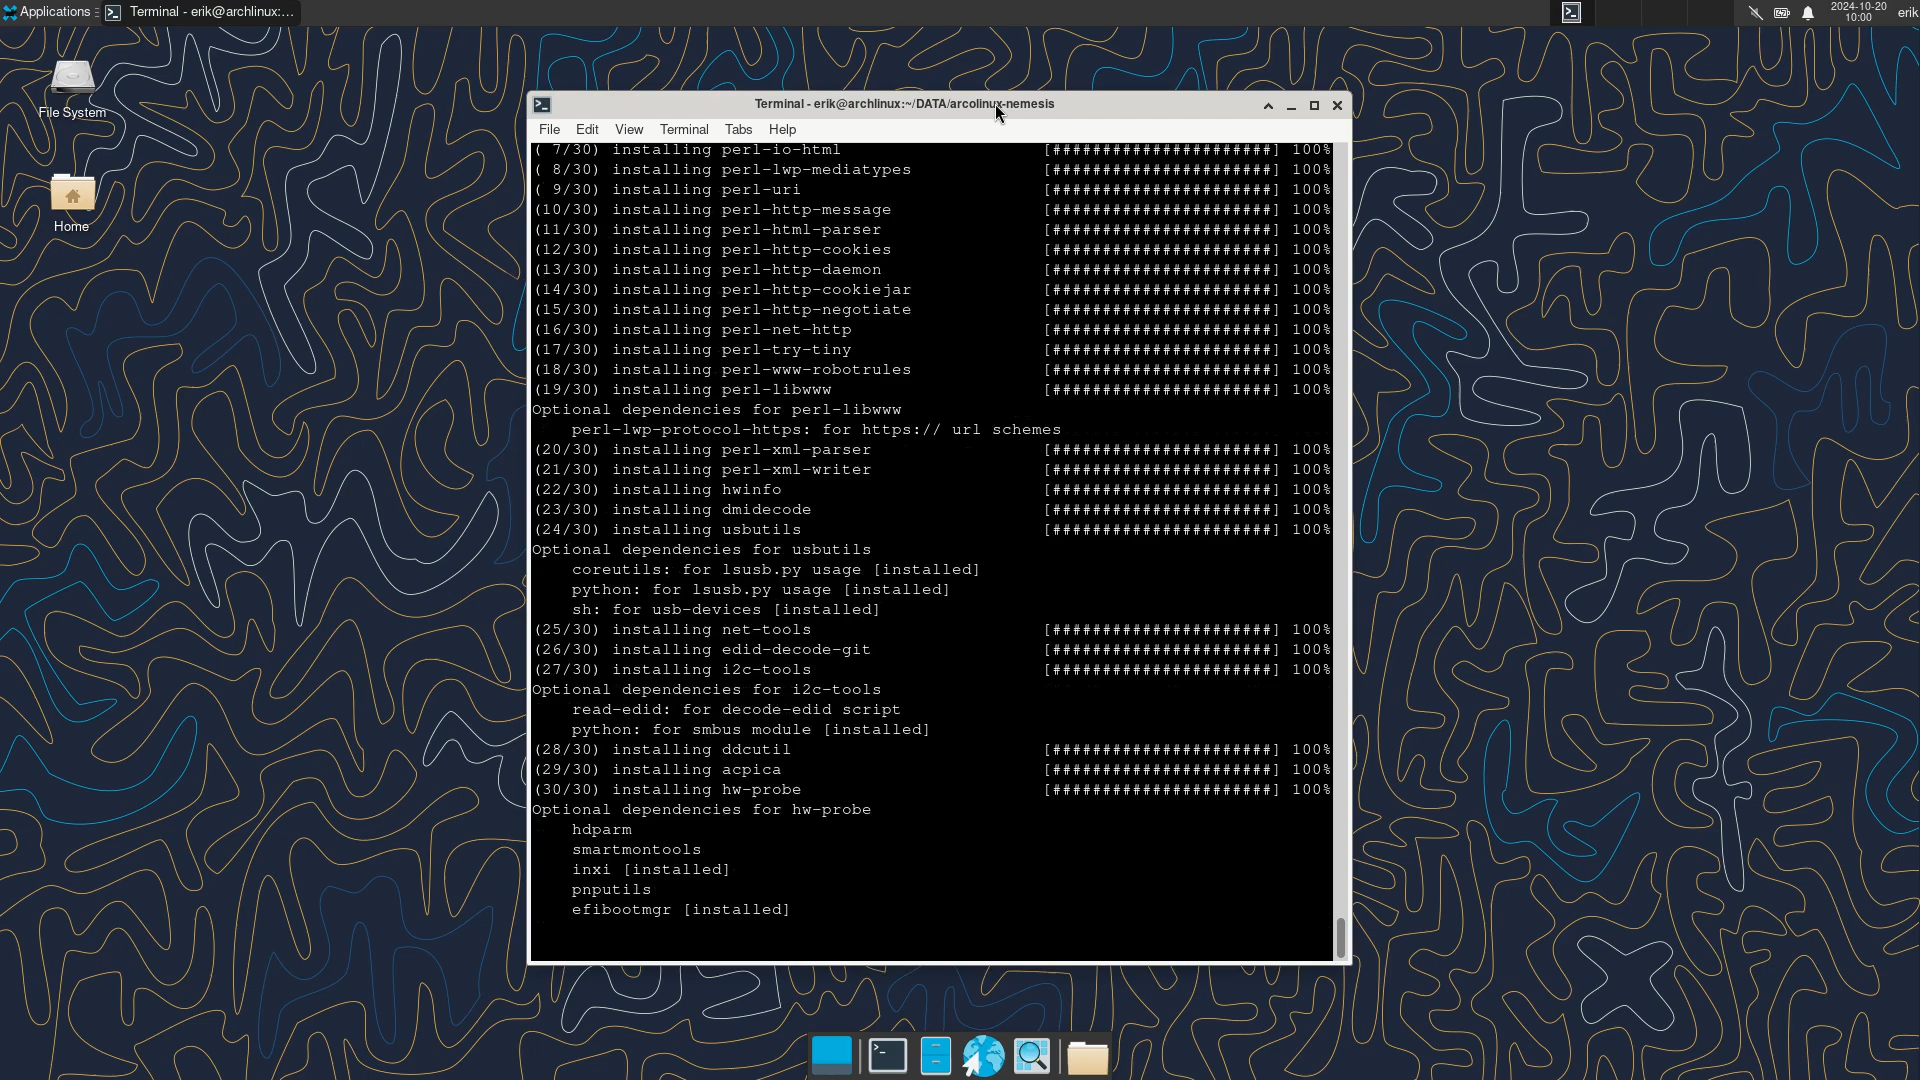 Applications
Terminal - erik@archlinux:...
2024-10-20
10:00
erik
File System
Home
Terminal - erik@archlinux:~/DATA/arcolinux-nemesis
File Edit View Terminal Tabs Help
( 7/30) installing perl-io-html [######################] 100%
( 8/30) installing perl-lwp-mediatypes [######################] 100%
( 9/30) installing perl-uri [######################] 100%
(10/30) installing perl-http-message [######################] 100%
(11/30) installing perl-html-parser [######################] 100%
(12/30) installing perl-http-cookies [######################] 100%
(13/30) installing perl-http-daemon [######################] 100%
(14/30) installing perl-http-cookiejar [######################] 100%
(15/30) installing perl-http-negotiate [######################] 100%
(16/30) installing perl-net-http [######################] 100%
(17/30) installing perl-try-tiny [######################] 100%
(18/30) installing perl-www-robotrules [######################] 100%
(19/30) installing perl-libwww [######################] 100%
Optional dependencies for perl-libwww
perl-lwp-protocol-https: for https:// url schemes
(20/30) installing perl-xml-parser [######################] 100%
(21/30) installing perl-xml-writer [######################] 100%
(22/30) installing hwinfo [######################] 100%
(23/30) installing dmidecode [######################] 100%
(24/30) installing usbutils [######################] 100%
Optional dependencies for usbutils
coreutils: for lsusb.py usage [installed]
python: for lsusb.py usage [installed]
sh: for usb-devices [installed]
(25/30) installing net-tools [######################] 100%
(26/30) installing edid-decode-git [######################] 100%
(27/30) installing i2c-tools [######################] 100%
Optional dependencies for i2c-tools
read-edid: for decode-edid script
python: for smbus module [installed]
(28/30) installing ddcutil [######################] 100%
(29/30) installing acpica [######################] 100%
(30/30) installing hw-probe [######################] 100%
Optional dependencies for hw-probe
hdparm
smartmontools
inxi [installed]
pnputils
efibootmgr [installed]